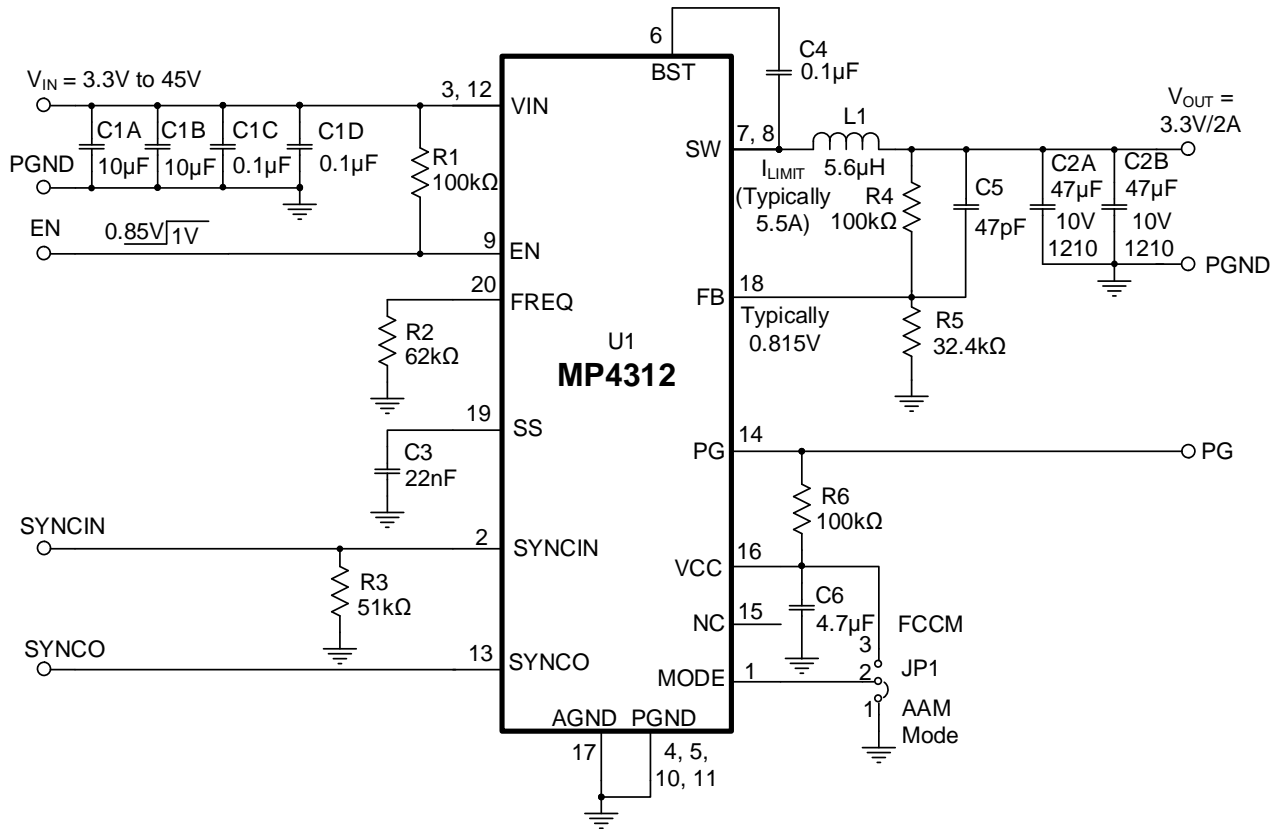 6
BST
C4
0.1µF
V_IN = 3.3V to 45V
3, 12
VIN
C1A
10µF
C1B
10µF
C1C
0.1µF
C1D
0.1µF
PGND
R1
100kΩ
EN
0.85V
1V
9
EN
20
FREQ
R2
62kΩ
19
SS
C3
22nF
SYNCIN
2
SYNCIN
R3
51kΩ
SYNCO
13
SYNCO
U1
MP4312
AGND
PGND
17
4, 5,
10, 11
SW
7, 8
L1
5.6µH
I_LIMIT
(Typically
5.5A)
R4
100kΩ
C5
47pF
C2A
47µF
10V
1210
C2B
47µF
10V
1210
V_OUT =
3.3V/2A
PGND
FB
18
Typically
0.815V
R5
32.4kΩ
PG
14
PG
R6
100kΩ
VCC
16
C6
4.7µF
NC
15
FCCM
3
MODE
1
2
JP1
1
AAM
Mode